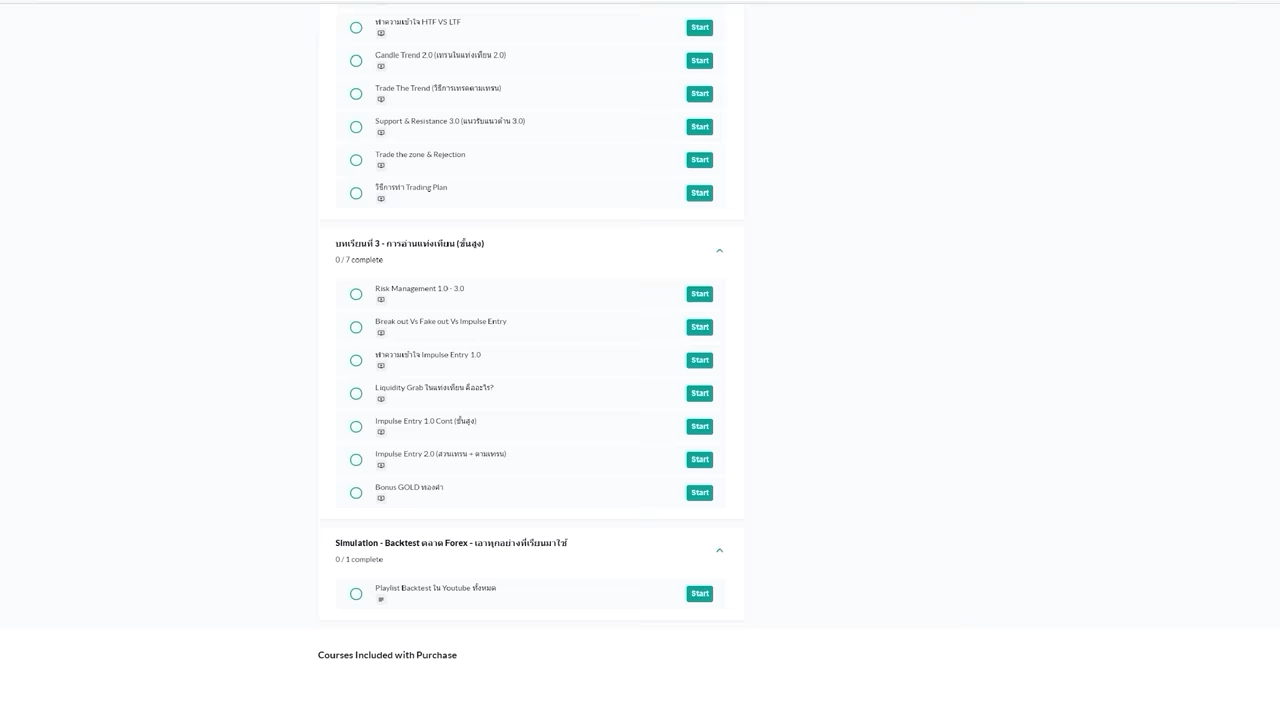 ทำความเข้าใจ HTF VS LTF
Start
Candle Trend 2.0 (เทรนในแท่งเทียน 2.0)
Start
Trade The Trend (วิธีการเทรดตามเทรน)
Start
Support & Resistance 3.0 (แนวรับแนวต้าน 3.0)
Start
Trade the zone & Rejection
Start
วิธีการทำ Trading Plan
Start
บทเรียนที่ 3 - การอ่านแท่งเทียน (ขั้นสูง)
0 / 7 complete
Risk Management 1.0 - 3.0
Start
Break out Vs Fake out Vs Impulse Entry
Start
ทำความเข้าใจ Impulse Entry 1.0
Start
Liquidity Grab ในแท่งเทียน คืออะไร?
Start
Impulse Entry 1.0 Cont (ขั้นสูง)
Start
Impulse Entry 2.0 (สวนเทรน + ตามเทรน)
Start
Bonus GOLD ทองคำ
Start
Simulation - Backtest ตลาด Forex - เอาทุกอย่างที่เรียนมาใช้
0 / 1 complete
Playlist Backtest ใน Youtube ทั้งหมด
Start
Courses Included with Purchase